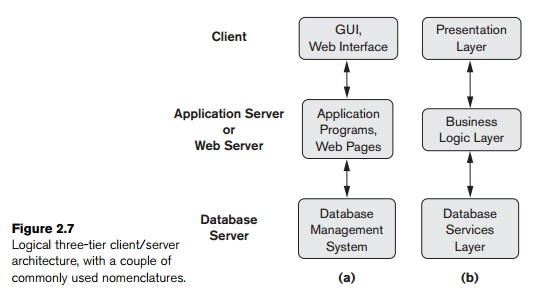 Client
GUI,
Web Interface
Presentation
Layer
Application Server
or
Web Server
Application
Programs,
Web Pages
Business
Logic Layer
Database
Server
Database
Management
System
Database
Services
Layer
(a)
(b)
Figure 2.7
Logical three-tier client/server
architecture, with a couple of
commonly used nomenclatures.